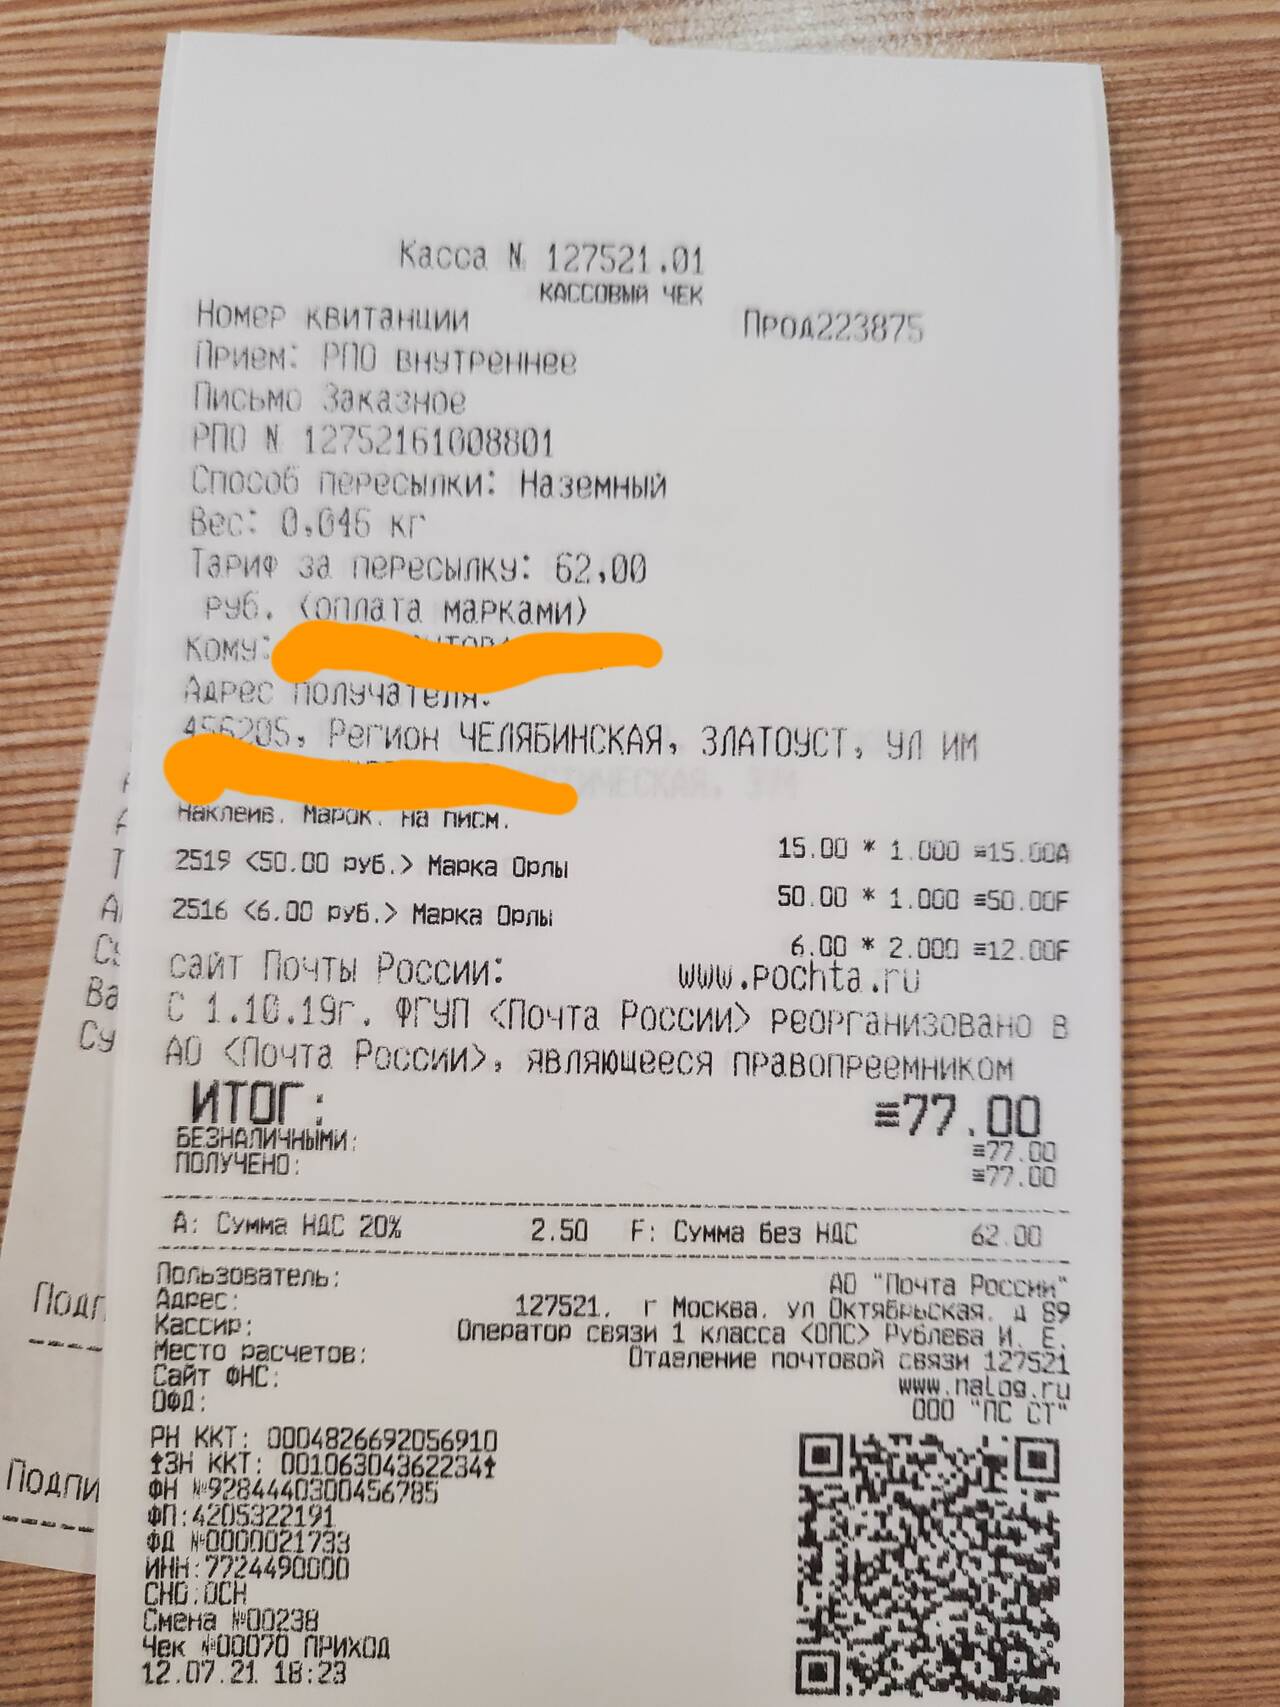 Касса N 127521.01
КАССОВЫЙ ЧЕК
Номер квитанции Прод223875
Прием: РПО внутреннее
Письмо Заказное
РПО N 12752161008801
Способ пересылки: Наземный
Вес: 0,046 кг
Тариф за пересылку: 62,00
руб. (оплата марками)
Кому:
Адрес получателя:
456205, Регион ЧЕЛЯБИНСКАЯ, ЗЛАТОУСТ, УЛ ИМ
Наклеив. Марок. на писм.
15.00 * 1.000 ≡15.00A
2519 <50.00 руб.> Марка Орлы
50.00 * 1.000 ≡50.00F
2516 <6.00 руб.> Марка Орлы
6.00 * 2.000 ≡12.00F
сайт Почты России: www.pochta.ru
С 1.10.19г. ФГУП <Почта России> реорганизовано в
АО <Почта России>, являющееся правопреемником
ИТОГ: ≡77.00
БЕЗНАЛИЧНЫМИ: ≡77.00
ПОЛУЧЕНО: ≡77.00
А: Сумма НДС 20% 2.50 F: Сумма без НДС 62.00
Пользователь: АО "Почта России"
Адрес: 127521, г Москва, ул Октябрьская, д 89
Кассир: Оператор связи 1 класса <ОПС> Рублева И. Е.
Место расчетов: Отделение почтовой связи 127521
Сайт ФНС: www.nalog.ru
ОФД: ООО "ПС СТ"
РН ККТ: 0004826692056910
↑ЗН ККТ: 00106304362234↑
ФН №9284440300456785
ФП:4205322191
ФД №0000021733
ИНН:7724490000
СНО:ОСН
Смена №00238
Чек №00070 ПРИХОД
12.07.21 18:23
А
Т
А
Су
Ва
Су
Подп
Подпи